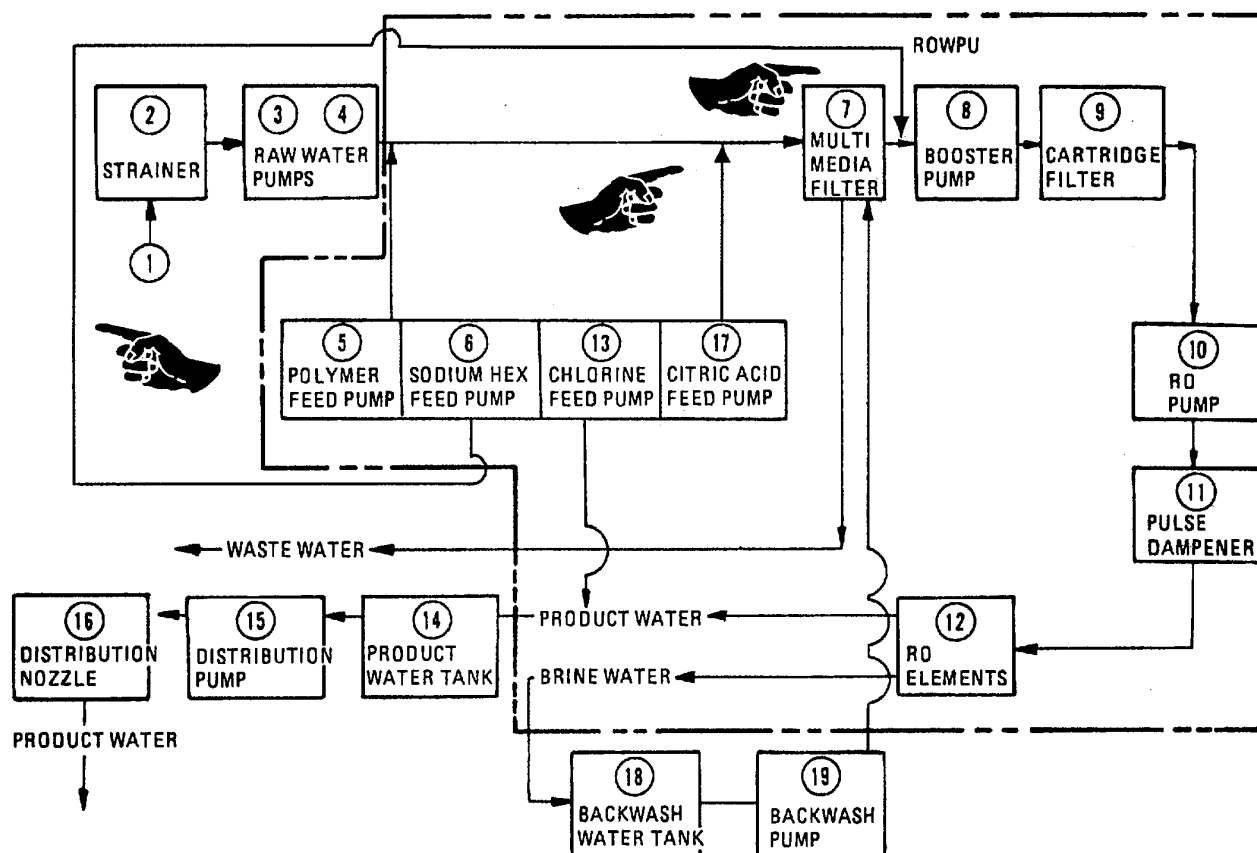 ROWPU
2
STRAINER
3 4
RAW WATER
PUMPS
7
MULTI
MEDIA
FILTER
8
BOOSTER
PUMP
9
CARTRIDGE
FILTER
1
5
POLYMER
FEED PUMP
6
SODIUM HEX
FEED PUMP
13
CHLORINE
FEED PUMP
17
CITRIC ACID
FEED PUMP
10
RO
PUMP
11
PULSE
DAMPENER
WASTE WATER
16
DISTRIBUTION
NOZZLE
15
DISTRIBUTION
PUMP
14
PRODUCT
WATER TANK
PRODUCT WATER
BRINE WATER
12
RO
ELEMENTS
PRODUCT WATER
18
BACKWASH
WATER TANK
19
BACKWASH
PUMP